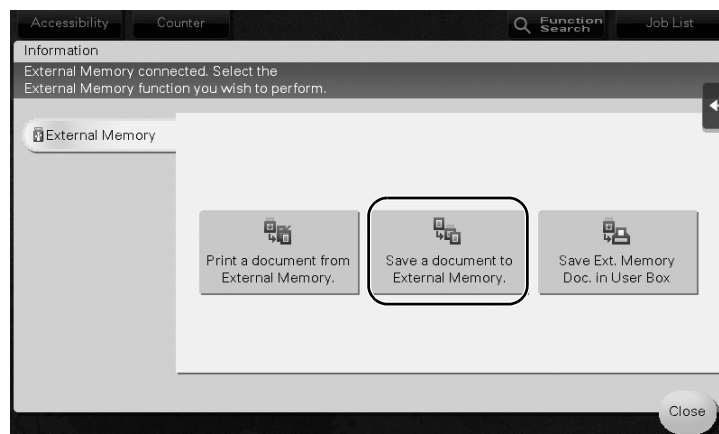 Accessibility Counter Function Search Job List
Information
External Memory connected. Select the
External Memory function you wish to perform.
External Memory
Print a document from
External Memory.
Save a document to
External Memory.
Save Ext. Memory
Doc. in User Box
Close